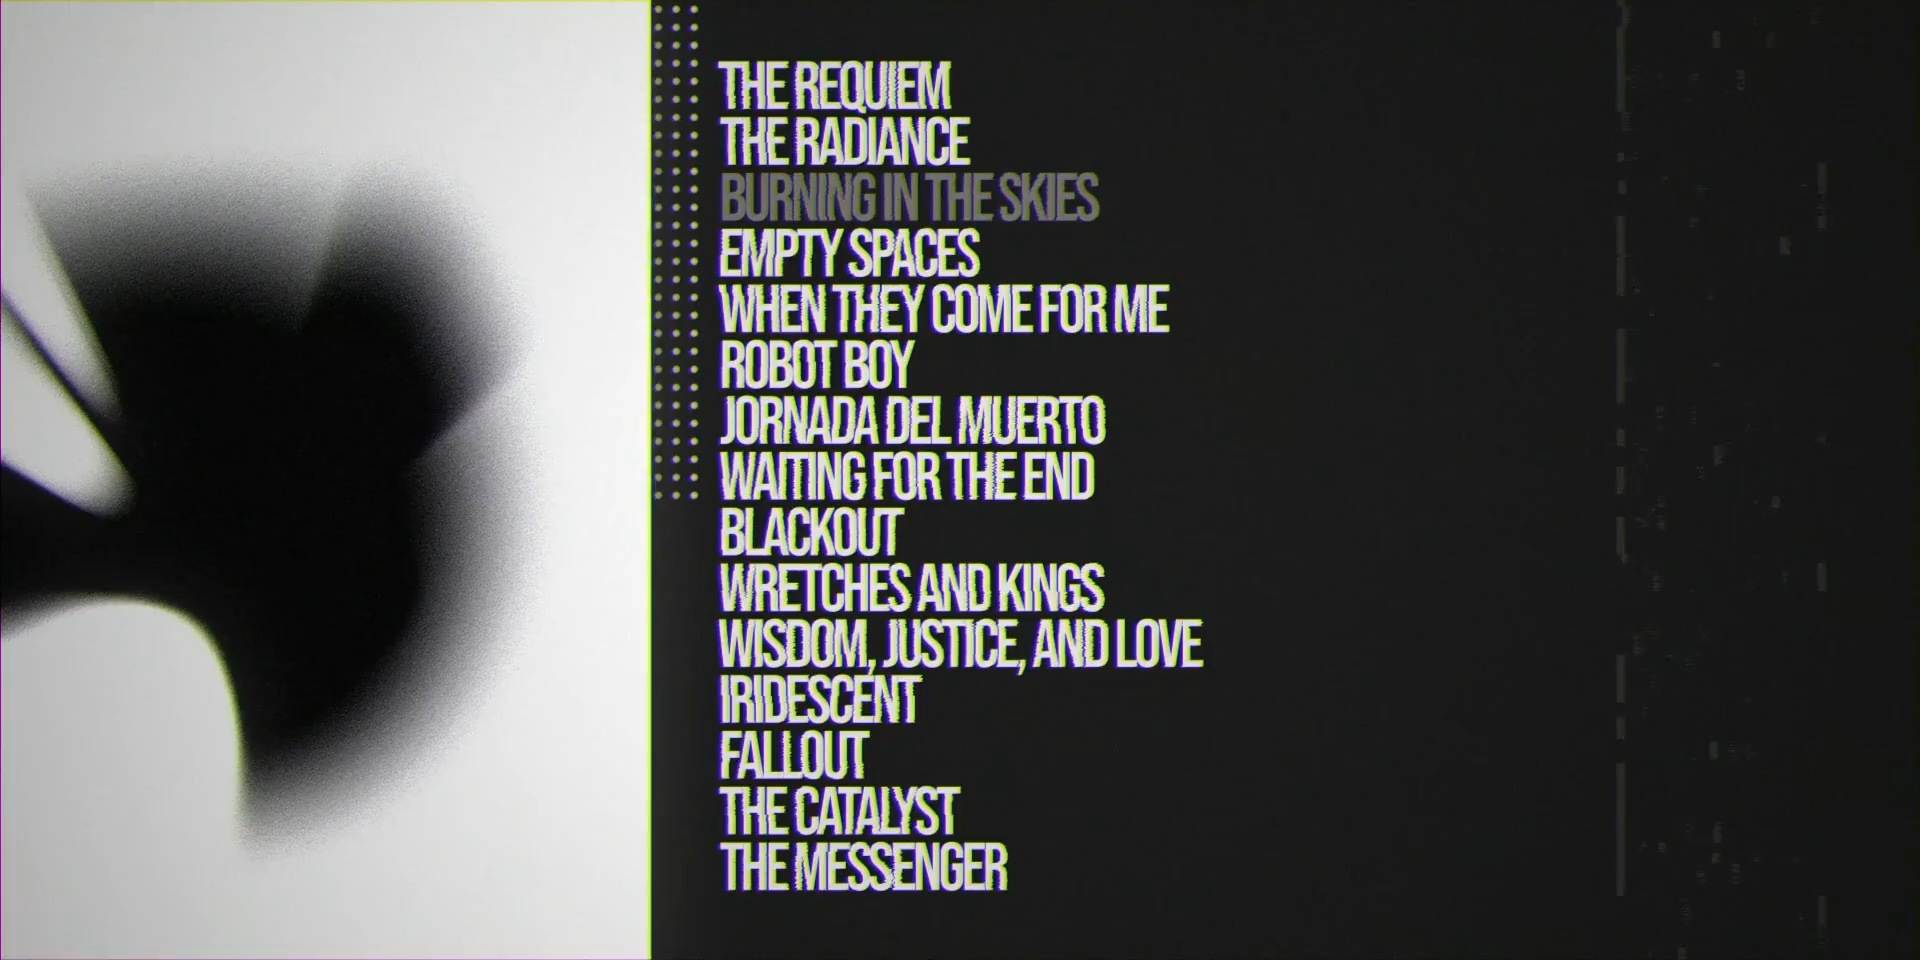 THE REQUIEM
THE RADIANCE
BURNING IN THE SKIES
EMPTY SPACES
WHEN THEY COME FOR ME
ROBOT BOY
JORNADA DEL MUERTO
WAITING FOR THE END
BLACKOUT
WRETCHES AND KINGS
WISDOM, JUSTICE, AND LOVE
IRIDESCENT
FALLOUT
THE CATALYST
THE MESSENGER